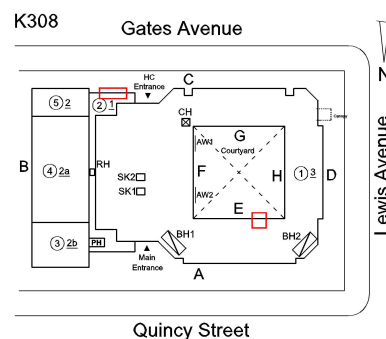 K308
Gates Avenue
N
HC
Entrance
C
5 2
2 1
CH
Canopy
G
AW1
Courtyard
B
4 2a
RH
F
H
1 3
D
SK2
SK1
AW2
E
Lewis Avenue
3 2b
PH
BH1
BH2
Main
Entrance
A
Quincy Street